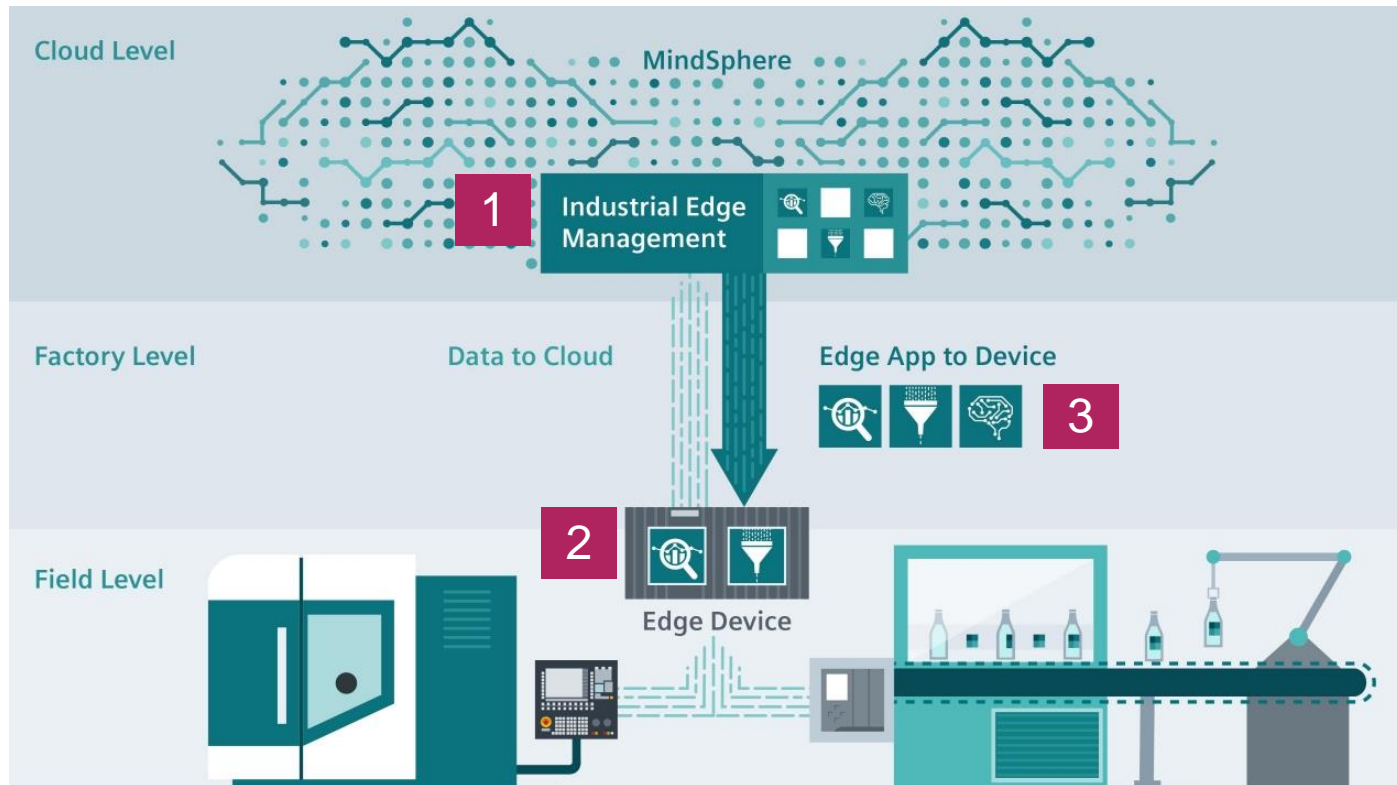 Cloud Level
MindSphere
1
Industrial Edge
Management
Factory Level
Data to Cloud
Edge App to Device
3
2
Field Level
Edge Device